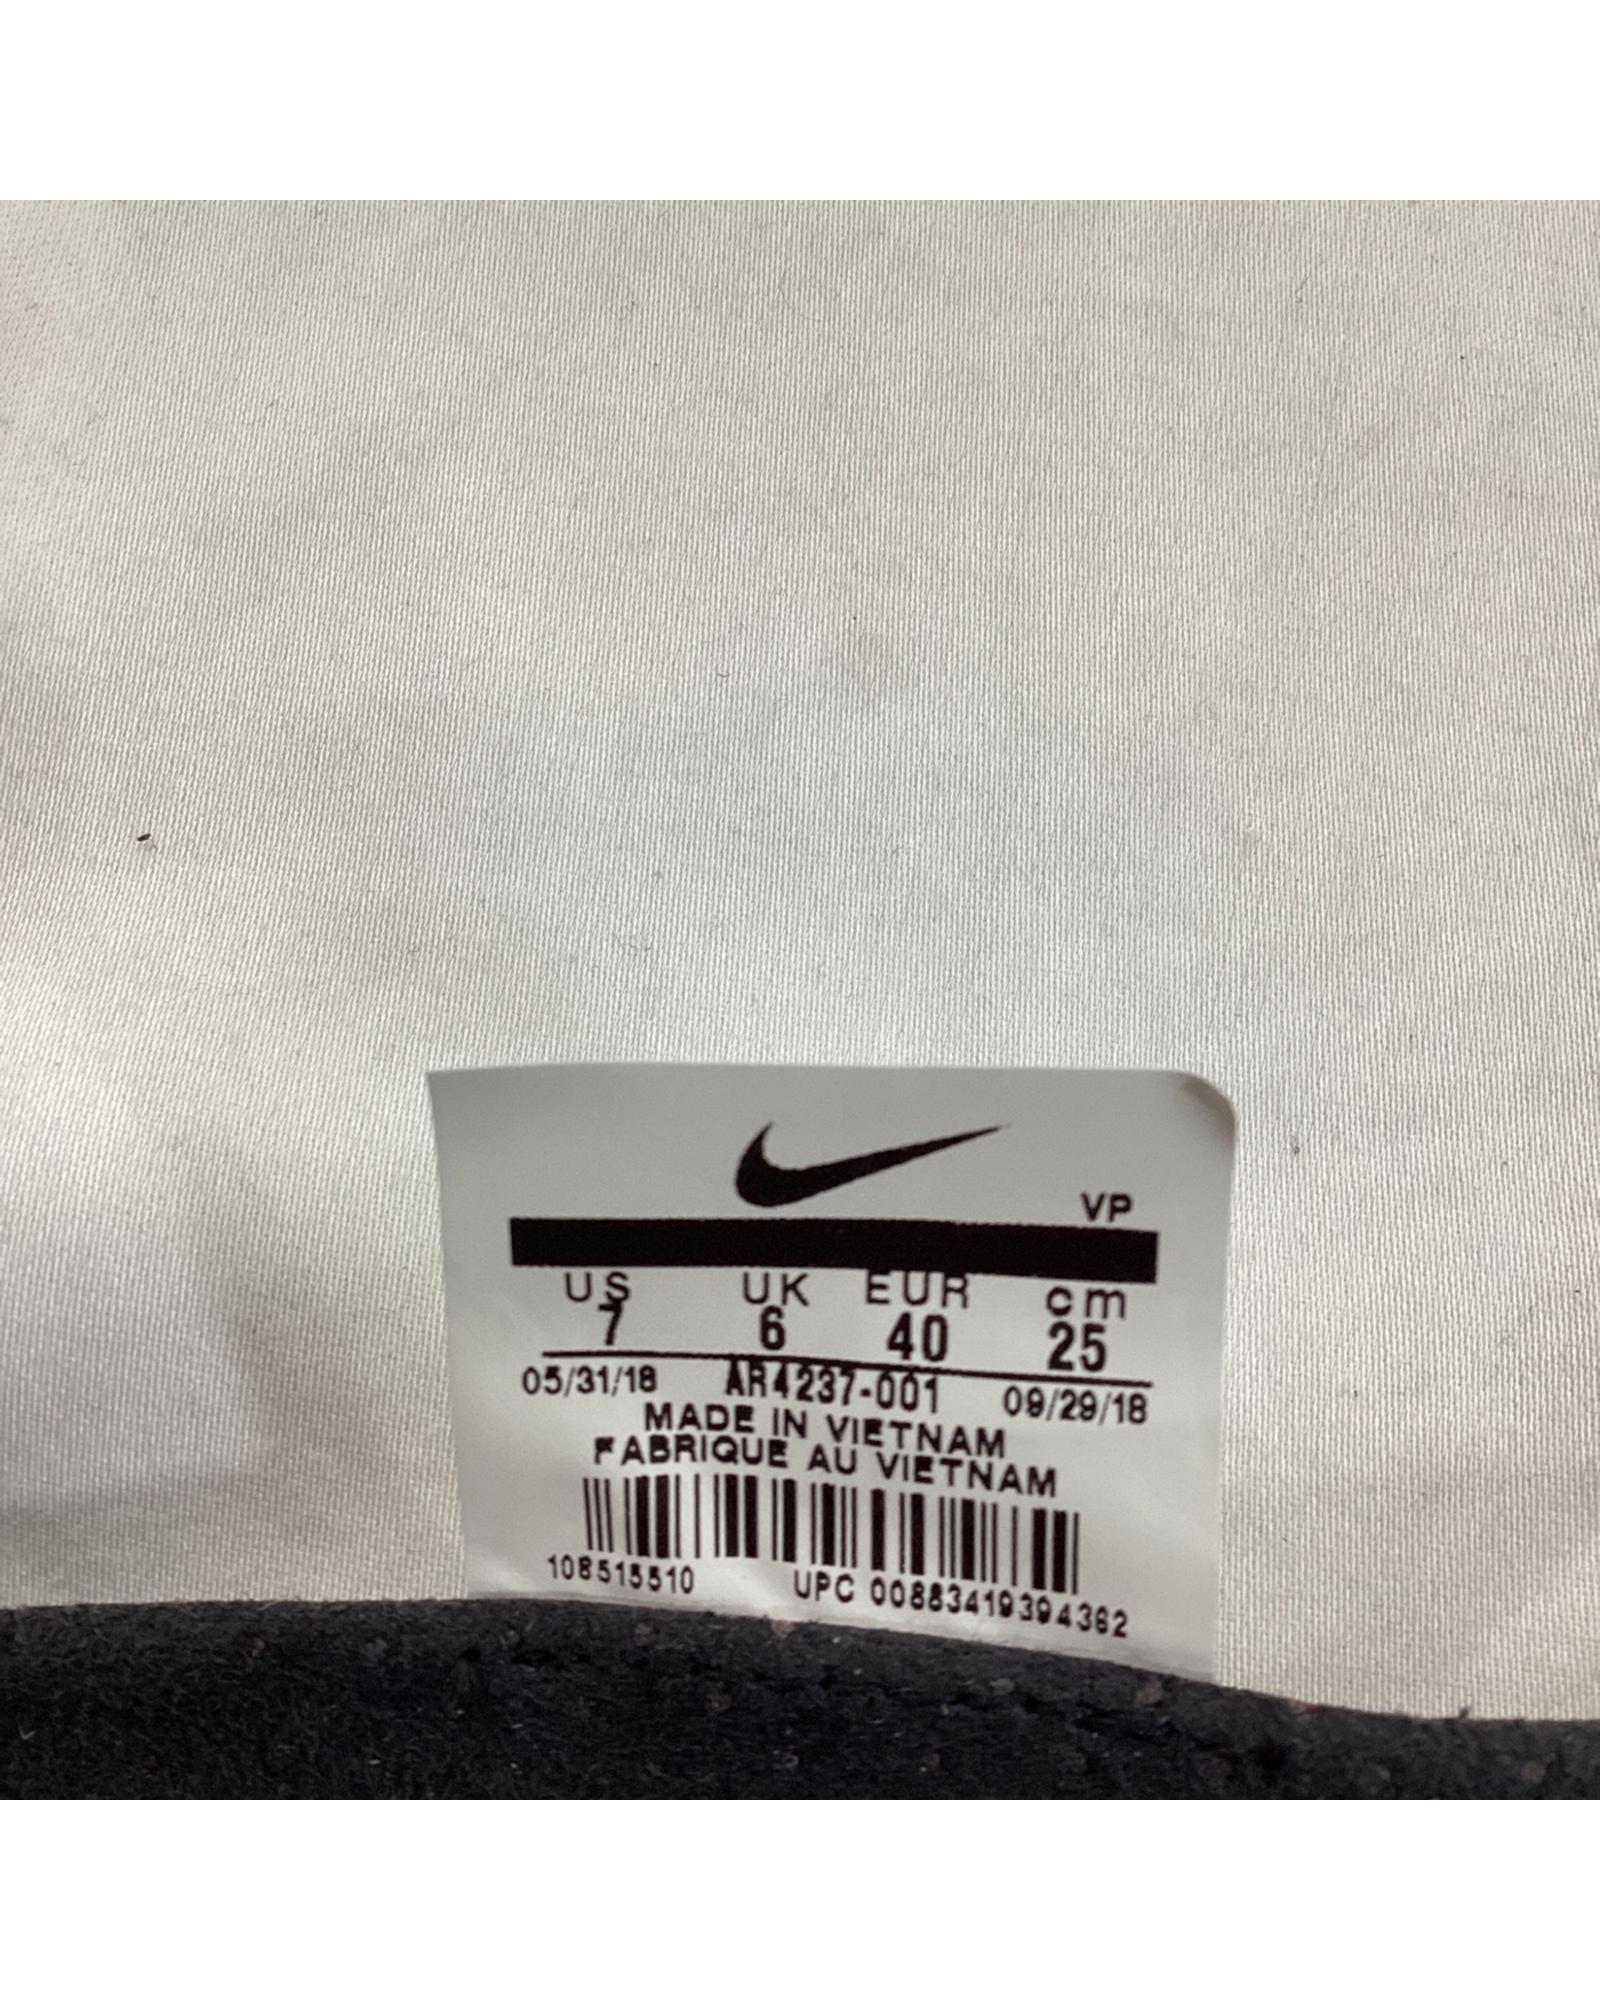 VP
US UK EUR cm
7 6 40 25
05/31/18 AR4237-001 09/29/18
MADE IN VIETNAM
FABRIQUE AU VIETNAM
108515510 UPC 00883419394362